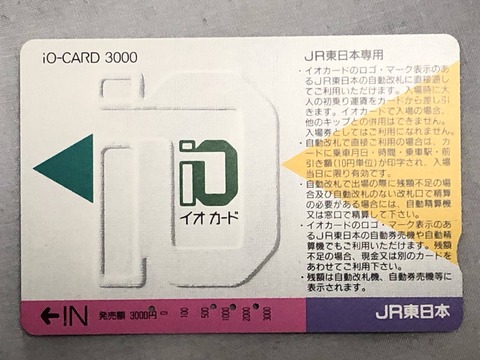 iO-CARD 3000
JR東日本専用
・イオカードのロゴ・マーク表示のあ
るJR東日本の自動改札に直接通し
てご利用いただけます。入場時に大
人の初乗り運賃をカードから差し引
きます。イオカードで入場の場合、
他のキップとの併用はできません。
入場券としてはご利用になれません。
・自動改札で直接ご利用の場合は、カー
ドに乗車月日・時間・乗車駅・前
引き額(10円単位)が印字され、入場
当日に限り有効です。
・自動改札で出場の際に残額不足の場
合及び自動改札のない改札口で精算
の必要がある場合には、自動精算機
又は窓口で精算して下さい。
・イオカードのロゴ・マーク表示のあ
るJR東日本の自動券売機や自動精
算機でもご利用いただけます。残額
不足の場合、現金又は別のカードを
あわせてご利用下さい。
・残額は自動改札、自動券売機等に
表示されます。
iO
イオカード
←IN
発売額 3000円
0 100 500 1000 2000 3000
JR東日本